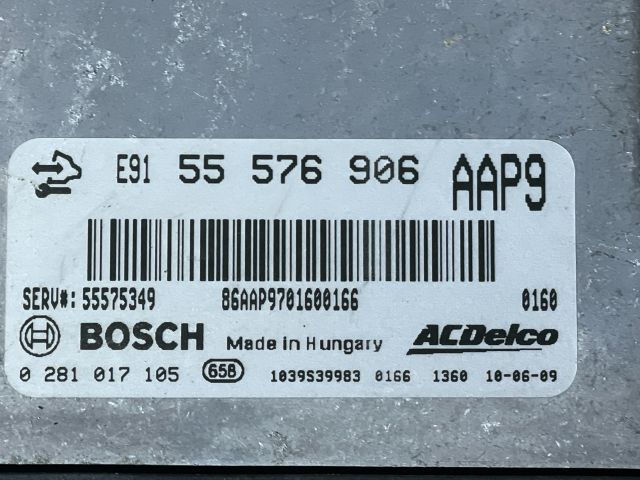 E91 55 576 906 AAP9
SERV#: 55575349 86AAP9701600166 0160
BOSCH Made in Hungary ACDelco
0 281 017 105 658 1039S39983 0166 1360 10-06-09